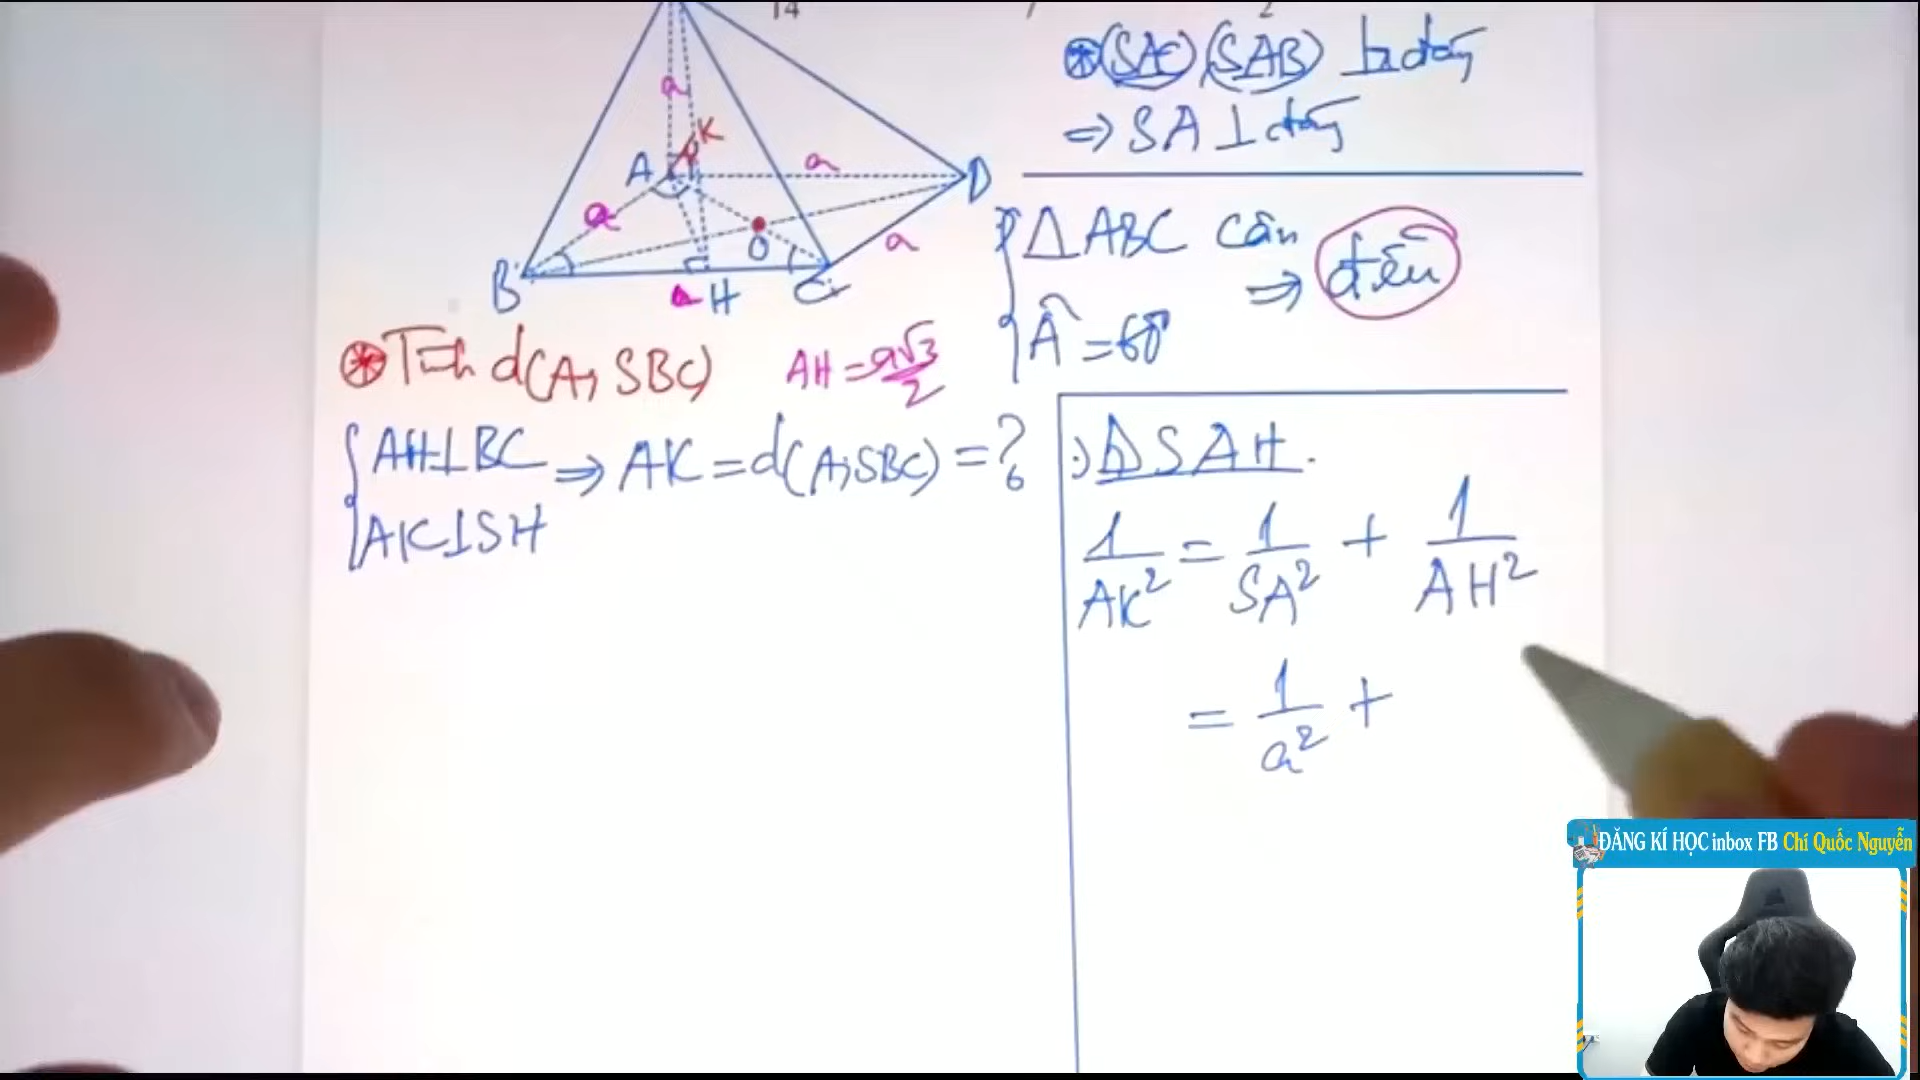 14
⊛(SAC)(SAB) ⊥ đáy
⇒ SA ⊥ đáy
a
K
A
a
D
a
O
a
B
a H
C
ΔABC cân
⇒ đều
Â = 60°
⊛ Tính d(A, SBC)
AH = a√3/2
AH ⊥ BC
AK ⊥ SH
⇒ AK = d(A; SBC) = ?
ΔSAH.
1/AK² = 1/SA² + 1/AH²
= 1/a² +
ĐĂNG KÍ HỌC inbox FB Chí Quốc Nguyễn